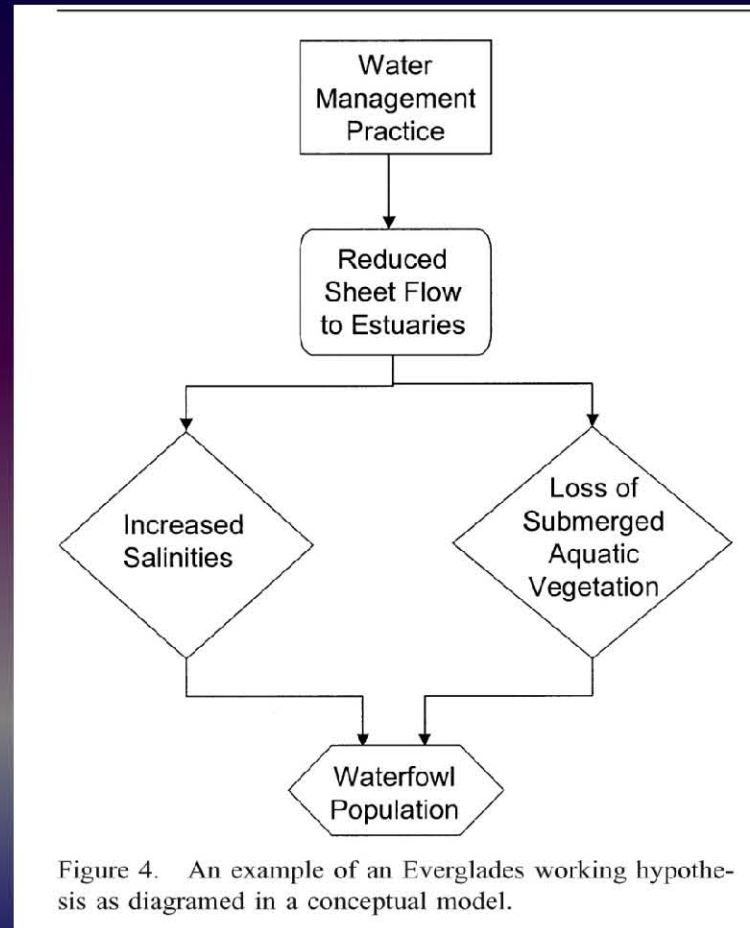 Water
Management
Practice
Reduced
Sheet Flow
to Estuaries
Increased
Salinities
Loss of
Submerged
Aquatic
Vegetation
Waterfowl
Population
Figure 4. An example of an Everglades working hypothe-
sis as diagramed in a conceptual model.